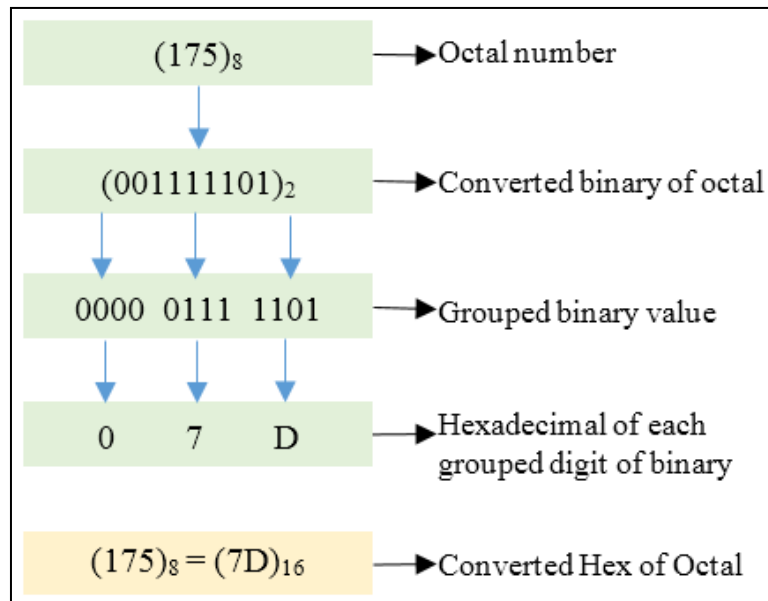 (175)₈ Octal number
(001111101)₂ Converted binary of octal
0000 0111 1101 Grouped binary value
0 7 D Hexadecimal of each
grouped digit of binary
(175)₈ = (7D)₁₆ Converted Hex of Octal